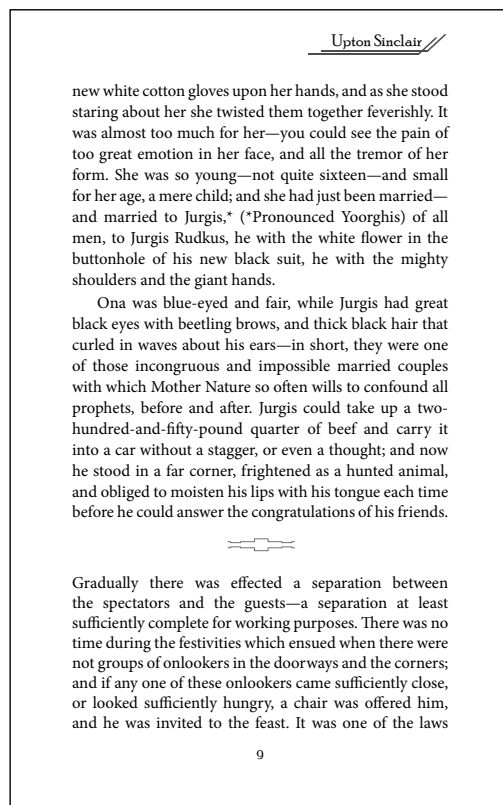 Upton Sinclair
new white cotton gloves upon her hands, and as she stood
staring about her she twisted them together feverishly. It
was almost too much for her—you could see the pain of
too great emotion in her face, and all the tremor of her
form. She was so young—not quite sixteen—and small
for her age, a mere child; and she had just been married—
and married to Jurgis,* (*Pronounced Yoorghis) of all
men, to Jurgis Rudkus, he with the white flower in the
buttonhole of his new black suit, he with the mighty
shoulders and the giant hands.
Ona was blue-eyed and fair, while Jurgis had great
black eyes with beetling brows, and thick black hair that
curled in waves about his ears—in short, they were one
of those incongruous and impossible married couples
with which Mother Nature so often wills to confound all
prophets, before and after. Jurgis could take up a two-
hundred-and-fifty-pound quarter of beef and carry it
into a car without a stagger, or even a thought; and now
he stood in a far corner, frightened as a hunted animal,
and obliged to moisten his lips with his tongue each time
before he could answer the congratulations of his friends.
Gradually there was effected a separation between
the spectators and the guests—a separation at least
sufficiently complete for working purposes. There was no
time during the festivities which ensued when there were
not groups of onlookers in the doorways and the corners;
and if any one of these onlookers came sufficiently close,
or looked sufficiently hungry, a chair was offered him,
and he was invited to the feast. It was one of the laws
9